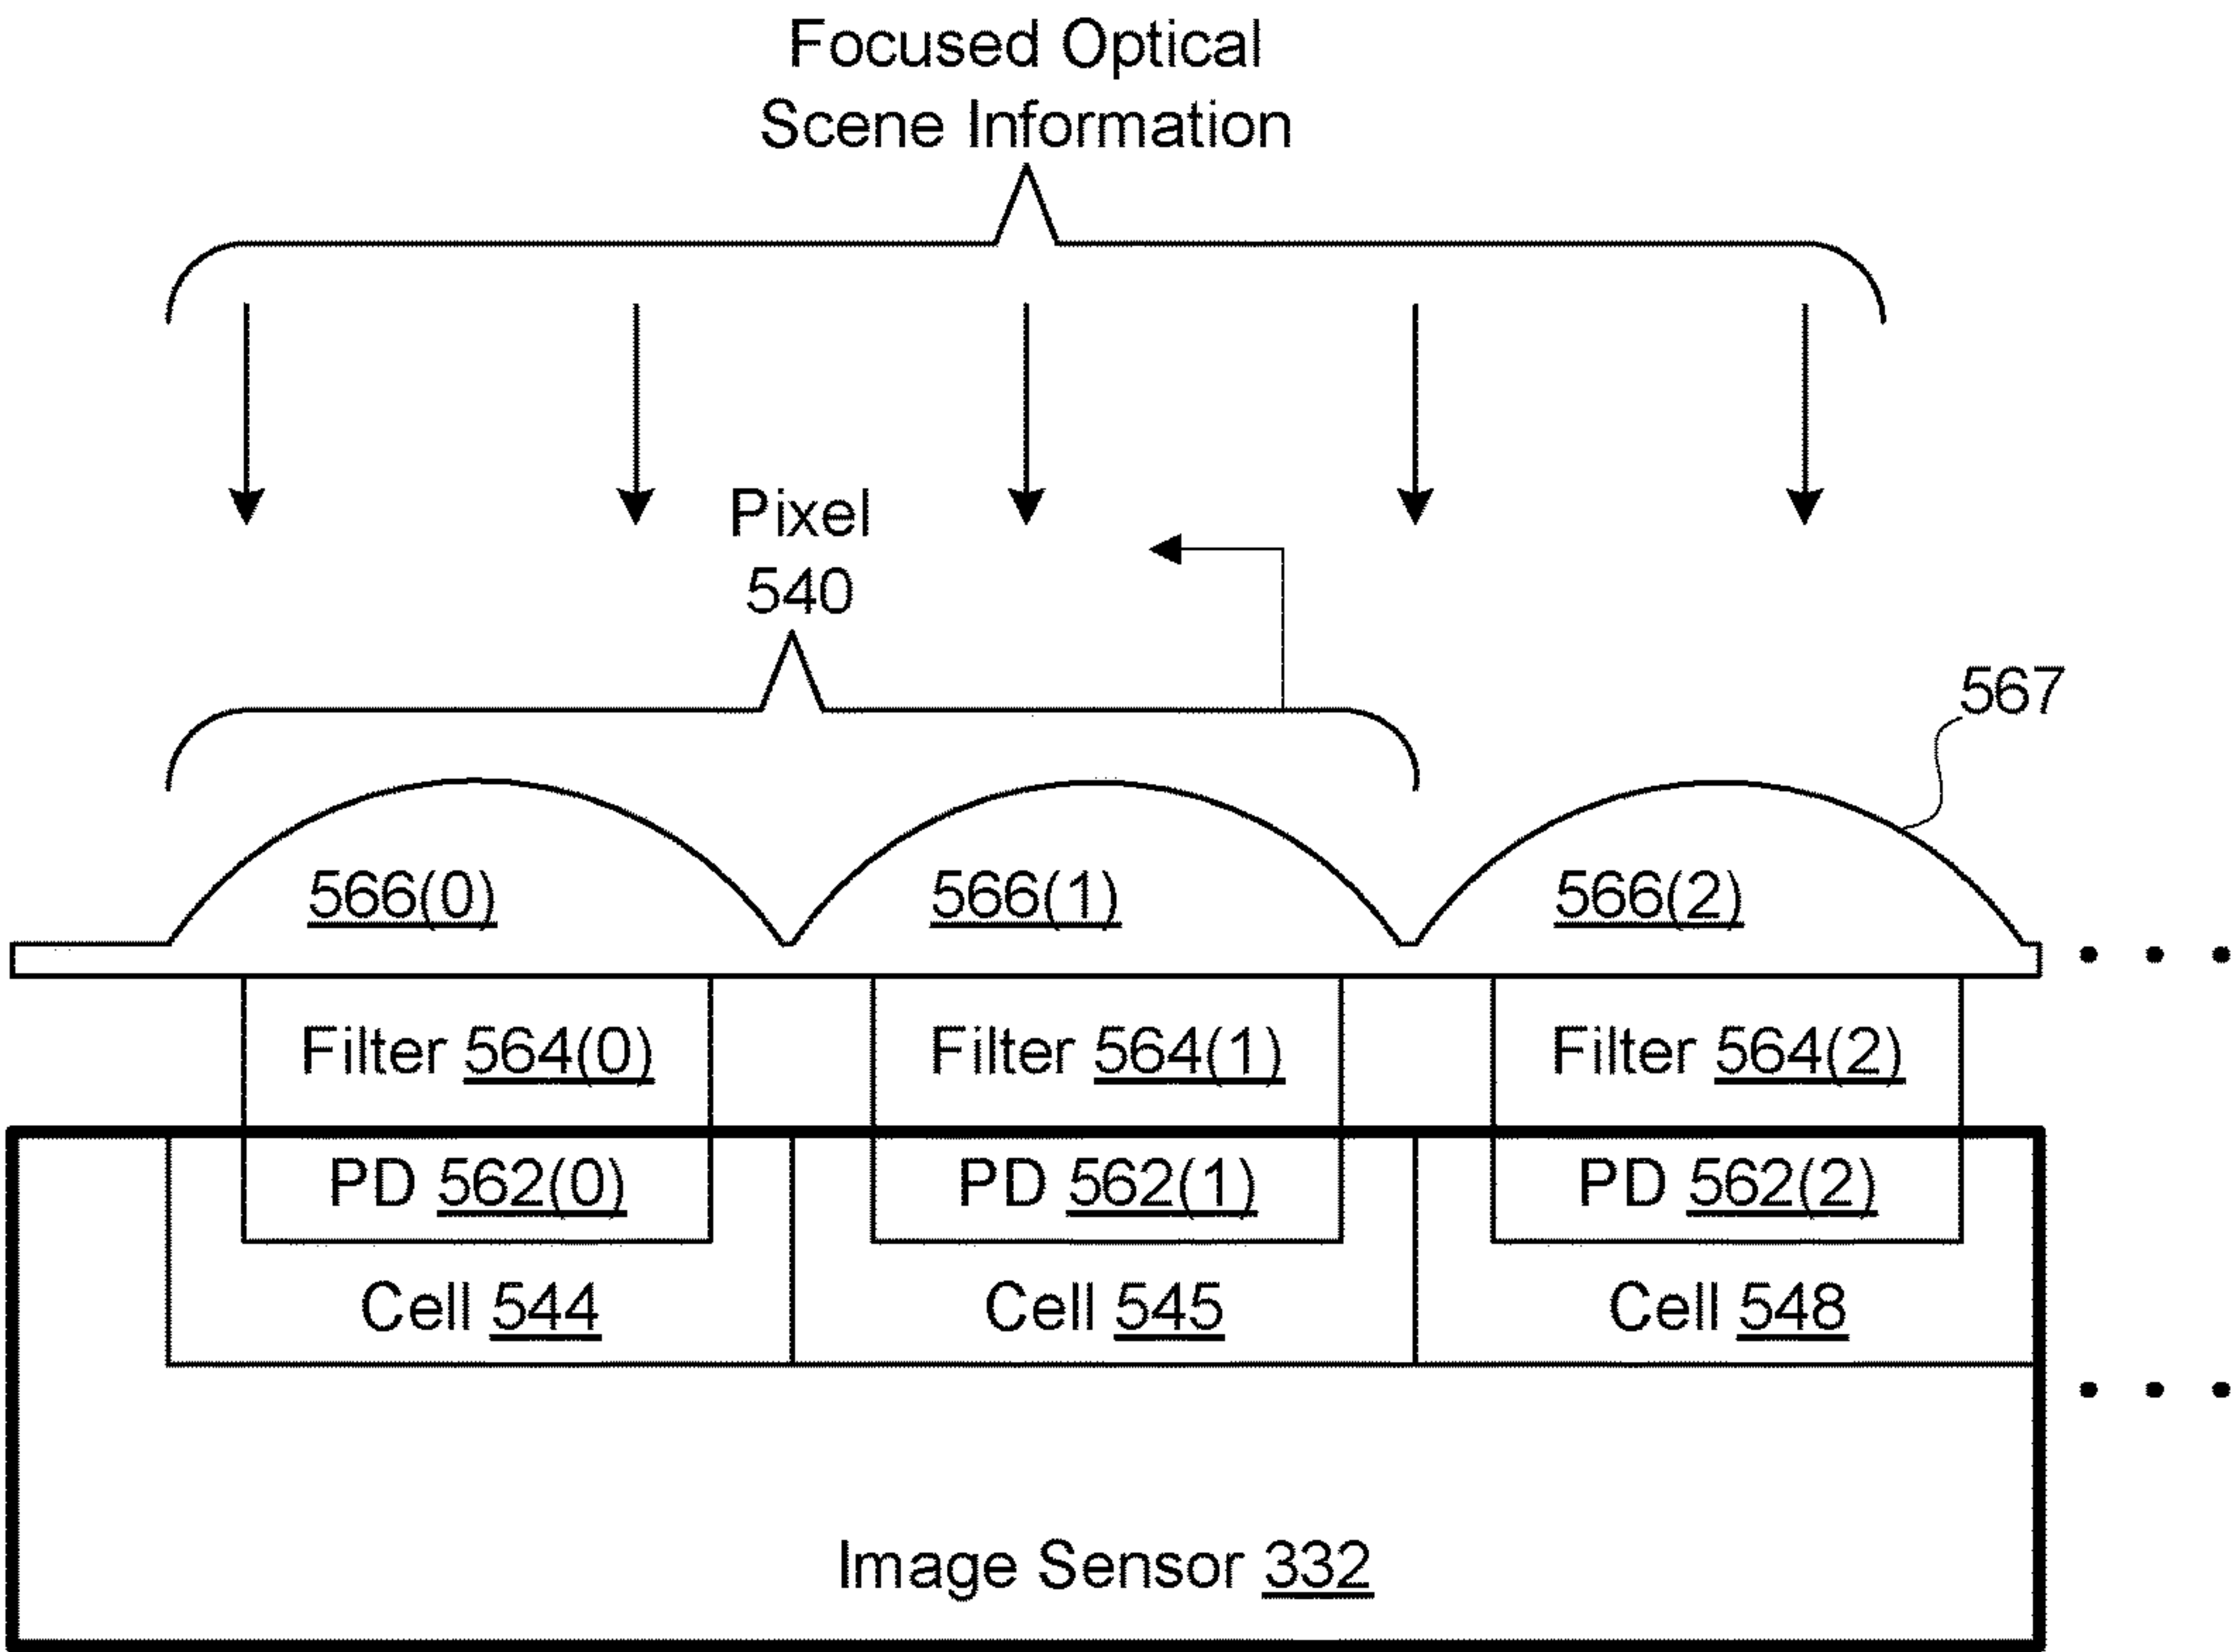 Focused Optical
Scene Information
Pixel
540
567
566(0) 566(1) 566(2)
Filter 564(0) Filter 564(1) Filter 564(2)
PD 562(0) PD 562(1) PD 562(2)
Cell 544 Cell 545 Cell 548
Image Sensor 332